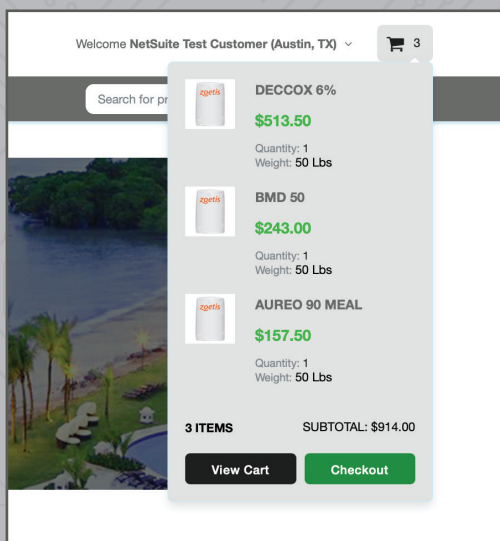 Welcome NetSuite Test Customer (Austin, TX)
3
Search for pr
zoetis
DECCOX 6%
$513.50
Quantity: 1
Weight: 50 Lbs
zoetis
BMD 50
$243.00
Quantity: 1
Weight: 50 Lbs
zoetis
AUREO 90 MEAL
$157.50
Quantity: 1
Weight: 50 Lbs
3 ITEMS SUBTOTAL: $914.00
View Cart Checkout